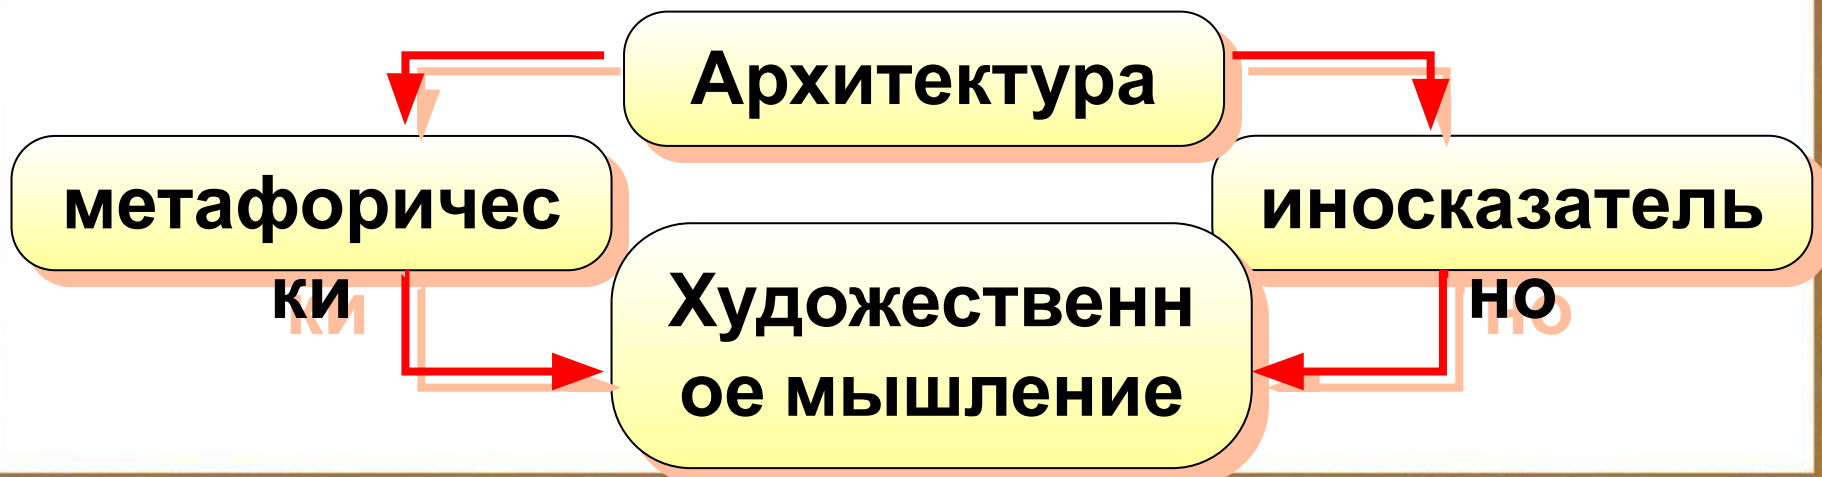 Архитектура
метафоричес
ки
иносказатель
но
Художественн
ое мышление